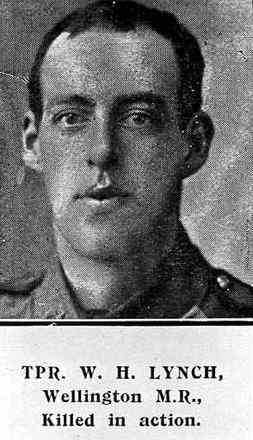 TPR. W. H. LYNCH,
Wellington M.R.,
Killed in action.